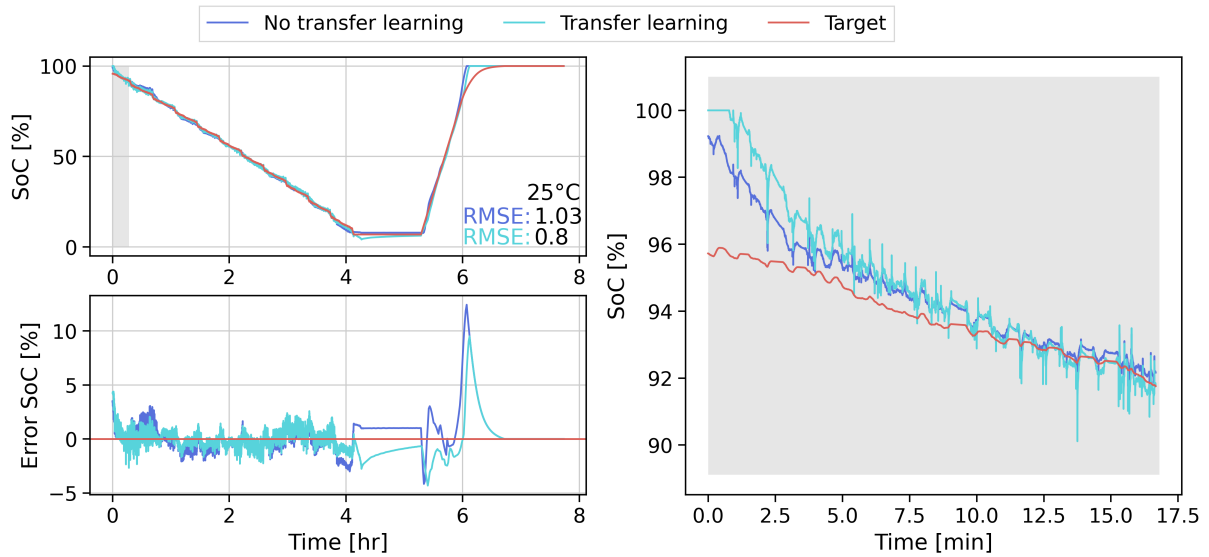 No transfer learning Transfer learning Target
100
50
0
SoC [%]
25°C
RMSE: 1.03
RMSE: 0.8
0 2 4 6 8
10
5
0
−5
Error SoC [%]
0 2 4 6 8
Time [hr]
100
98
96
94
92
90
SoC [%]
0.0 2.5 5.0 7.5 10.0 12.5 15.0 17.5
Time [min]